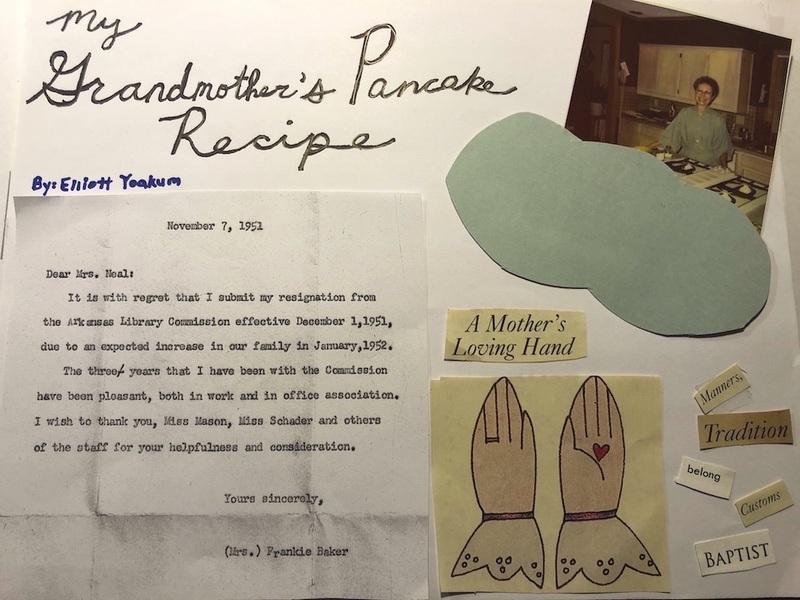 My
Grandmother's Pancake
Recipe
By: Elliott Yoakum
November 7, 1951
Dear Mrs. Neal:
It is with regret that I submit my resignation from
the Arkansas Library Commission effective December 1,1951,
due to an expected increase in our family in January,1952.
The three/ years that I have been with the Commission
have been pleasant, both in work and in office association.
I wish to thank you, Miss Mason, Miss Schader and others
of the staff for your helpfulness and consideration.
Yours sincerely,
(Mrs.) Frankie Baker
A Mother's
Loving Hand
Manners,
Tradition
belong
Customs
BAPTIST